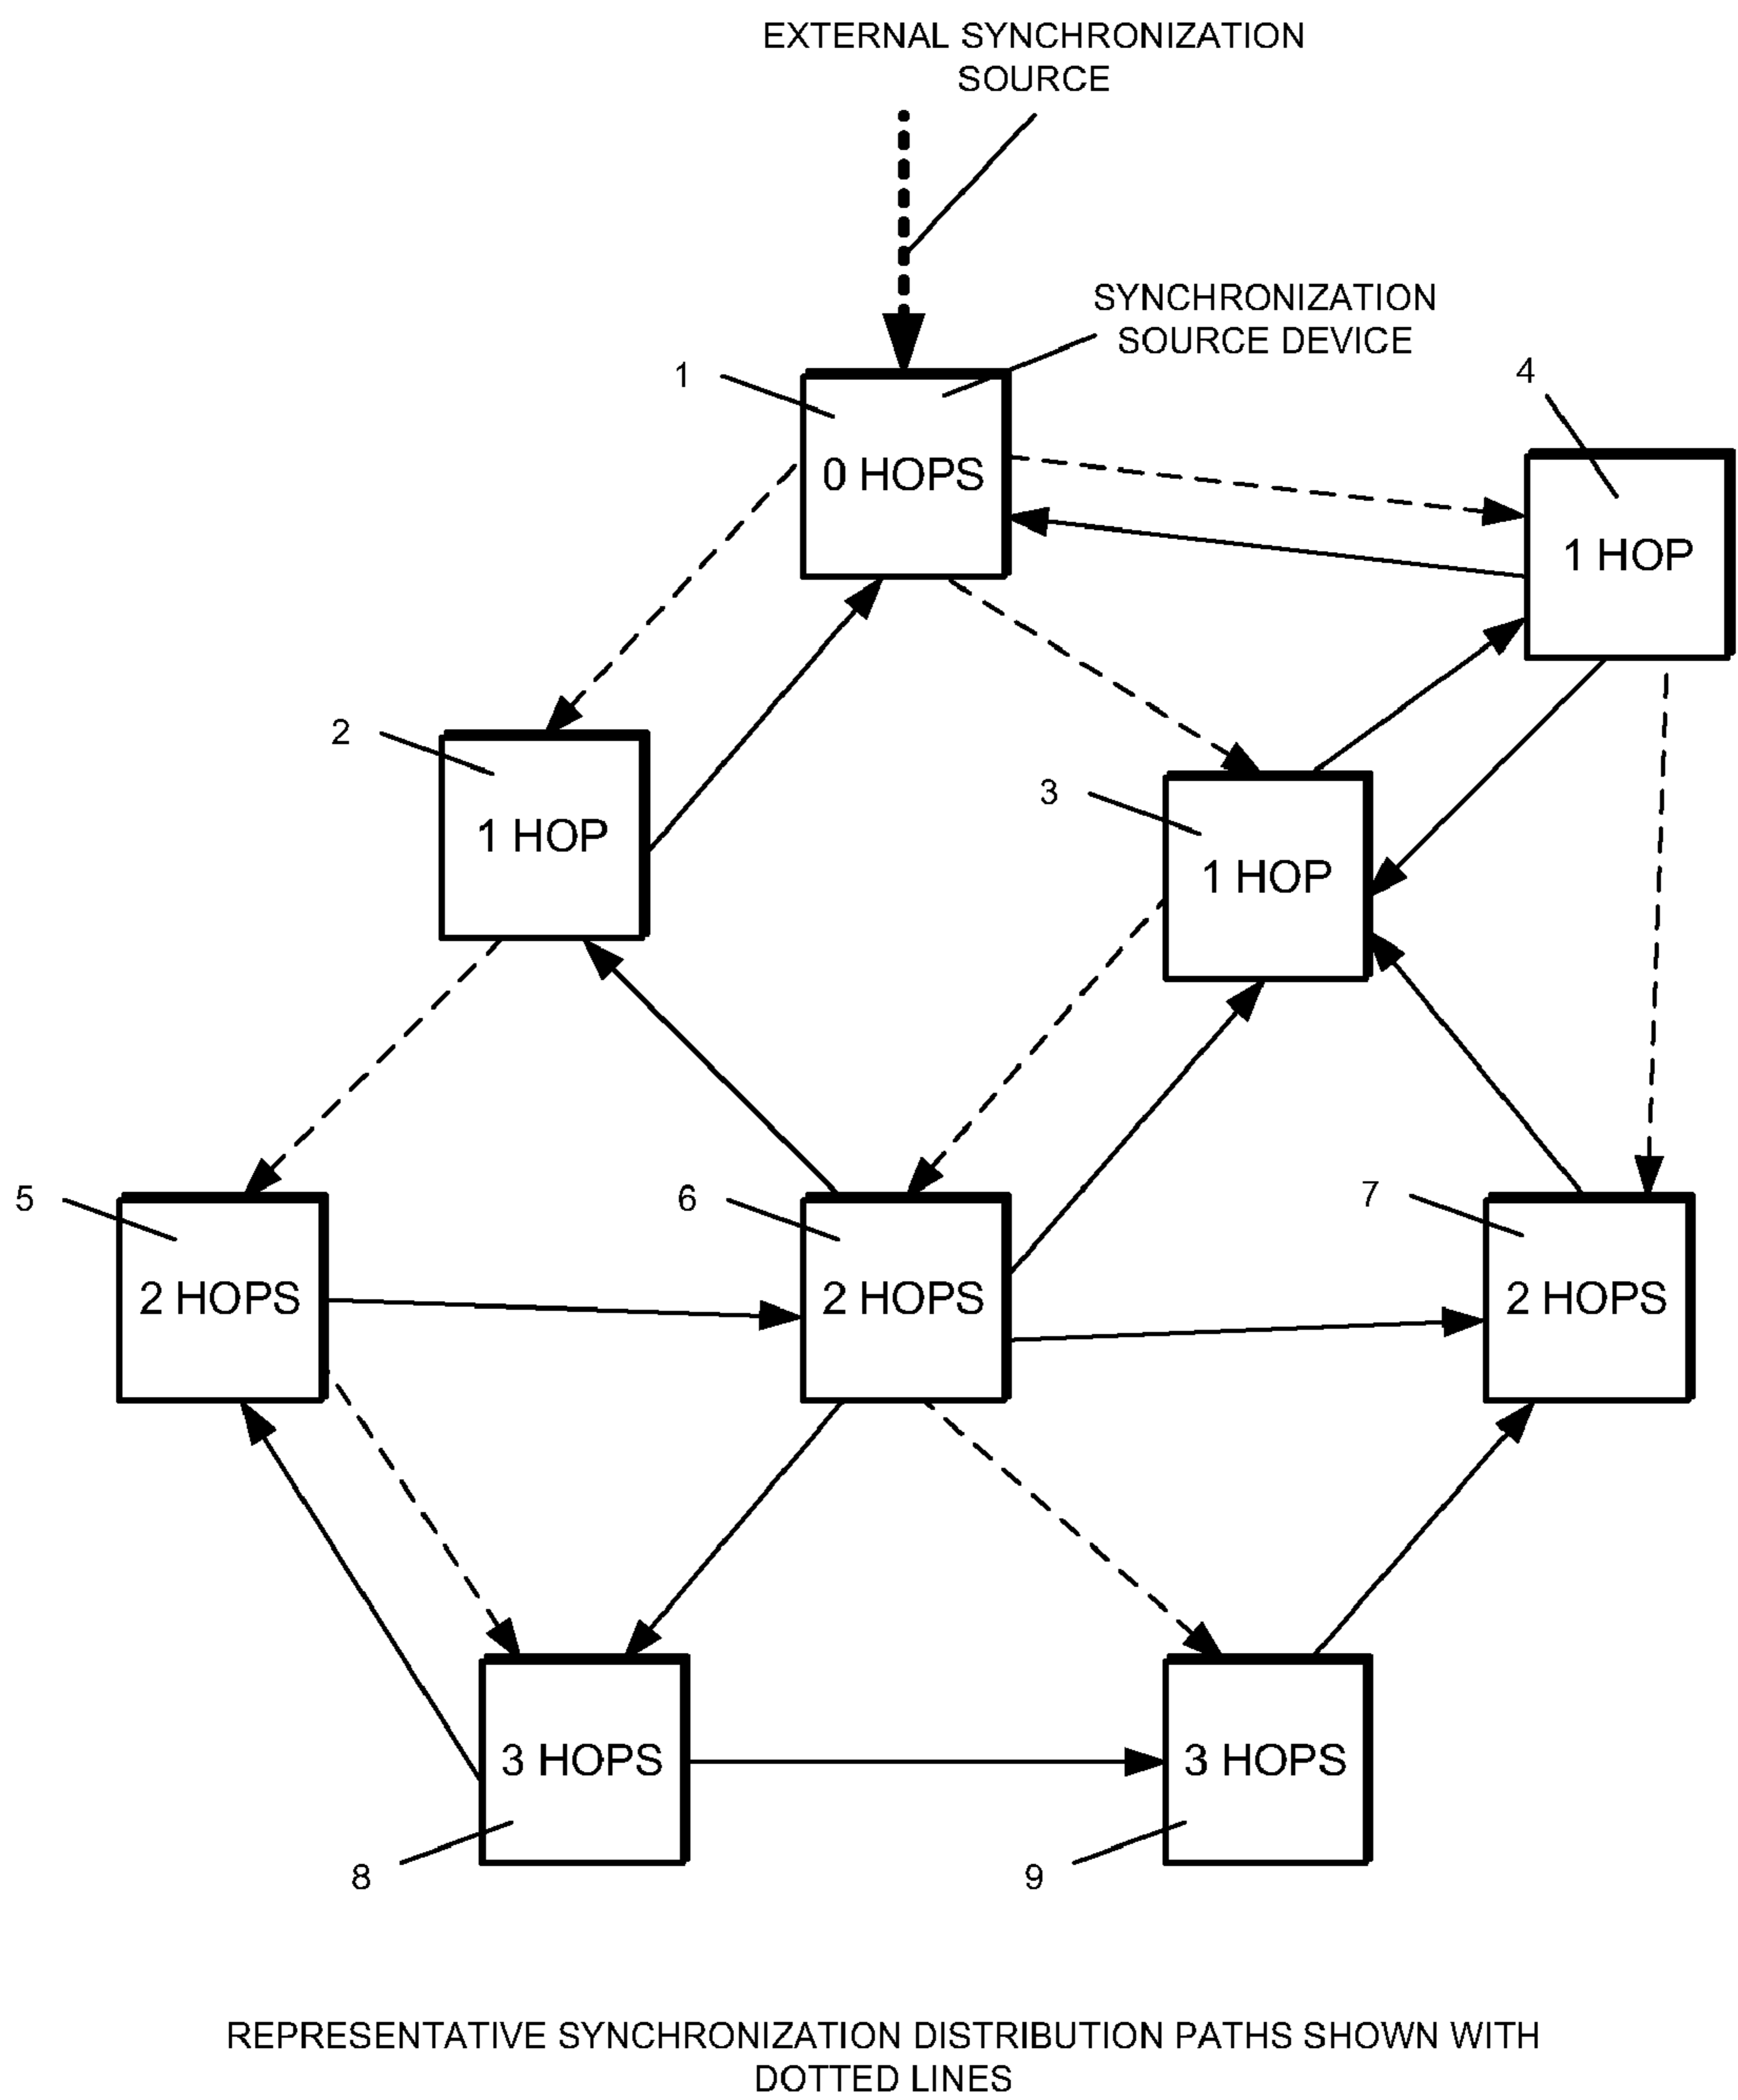 EXTERNAL SYNCHRONIZATION
SOURCE
SYNCHRONIZATION
SOURCE DEVICE
1
4
0 HOPS
1 HOP
2
3
1 HOP
1 HOP
5
6
7
2 HOPS
2 HOPS
2 HOPS
3 HOPS
3 HOPS
8
9
REPRESENTATIVE SYNCHRONIZATION DISTRIBUTION PATHS SHOWN WITH
DOTTED LINES